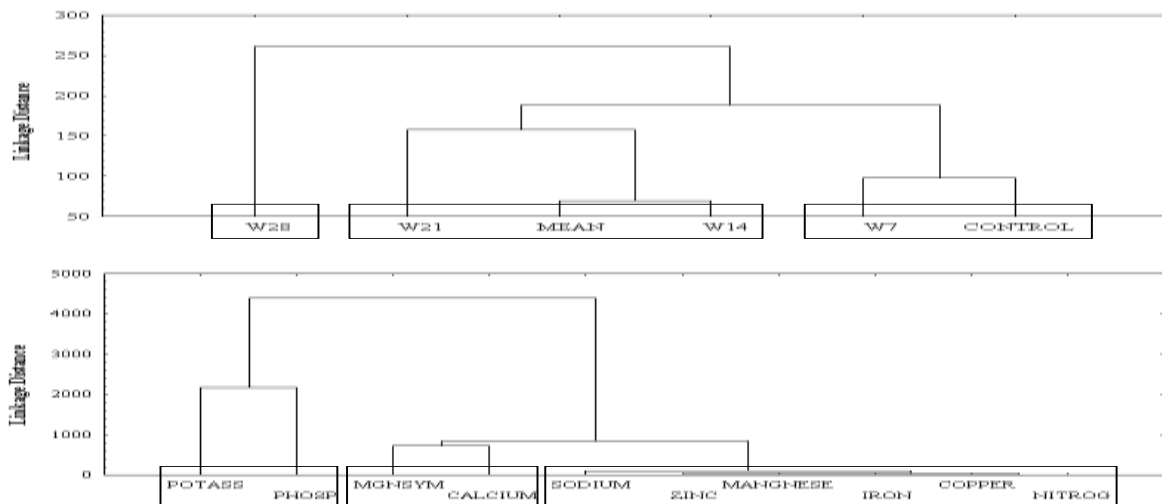 300
250
200
150
100
50
Linkage Distance
W28 W21 MEAN W14 W7 CONTROL
5000
4000
3000
2000
1000
0
Linkage Distance
POTASS MGNSYM SODIUM MANGNESE COPPER
PHOSP CALCIUM ZINC IRON NITROG